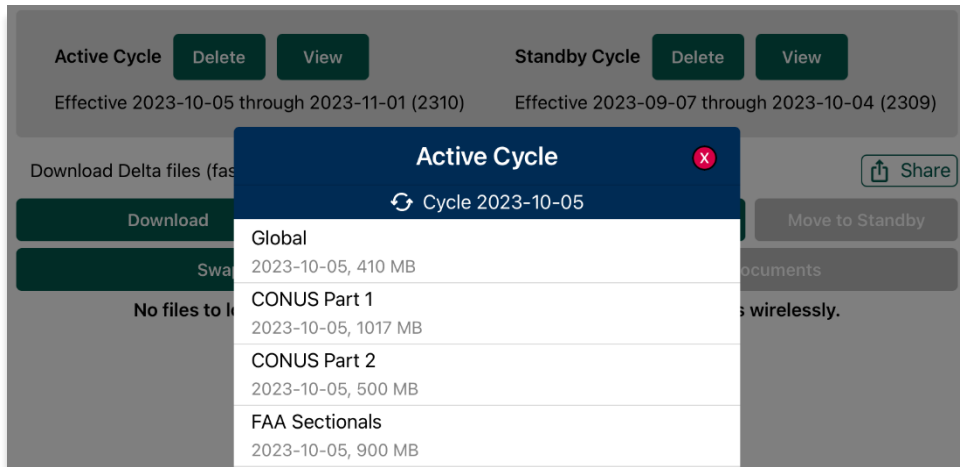 Active Cycle Delete View Standby Cycle Delete View
Effective 2023-10-05 through 2023-11-01 (2310) Effective 2023-09-07 through 2023-10-04 (2309)
Active Cycle X
Download Delta files Share
Cycle 2023-10-05
Download Move to Standby
Global
2023-10-05, 410 MB
No files to wirelessly.
CONUS Part 1
2023-10-05, 1017 MB
CONUS Part 2
2023-10-05, 500 MB
FAA Sectionals
2023-10-05, 900 MB